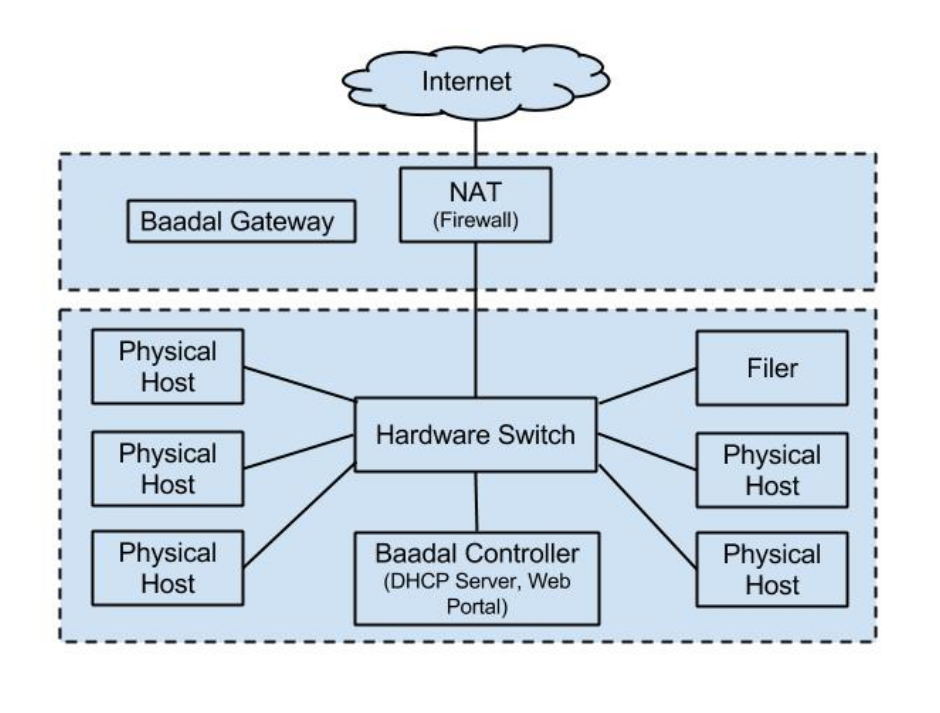 Internet
NAT
(Firewall)
Baadal Gateway
Physical
Host
Filer
Hardware Switch
Physical
Host
Physical
Host
Physical
Host
Baadal Controller
(DHCP Server, Web
Portal)
Physical
Host